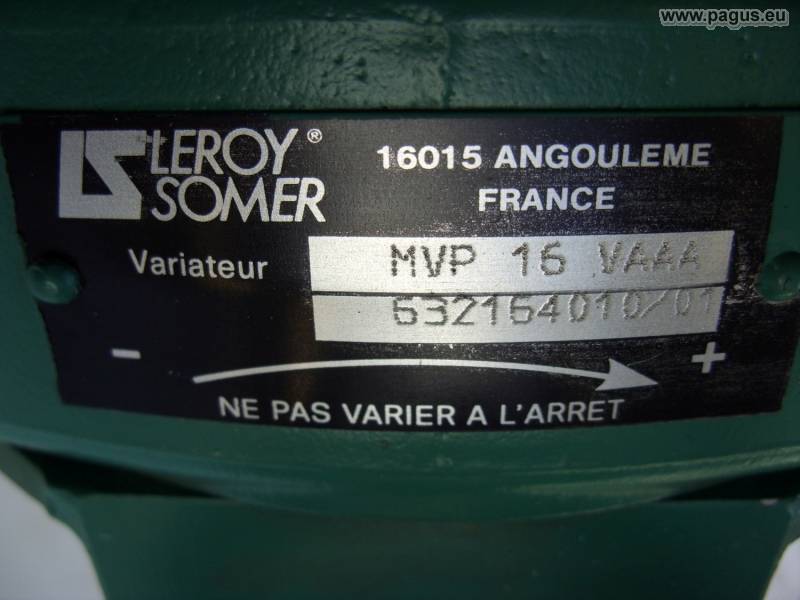 www.pagus.eu
LEROY®
SOMER
16015 ANGOULEME
FRANCE
Variateur MVP 16 VAAA
632164010/01
- +
NE PAS VARIER A L'ARRET